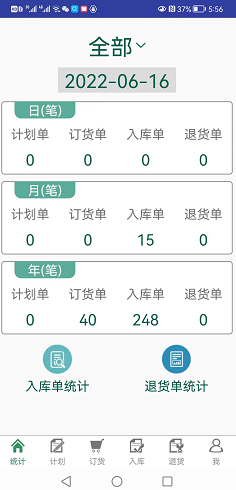 37% 5:56
全部
2022-06-16
日(笔)
计划单 订货单 入库单 退货单
0 0 0 0
月(笔)
计划单 订货单 入库单 退货单
0 0 15 0
年(笔)
计划单 订货单 入库单 退货单
0 40 248 0
入库单统计 退货单统计
统计 计划 订货 入库 退货 我